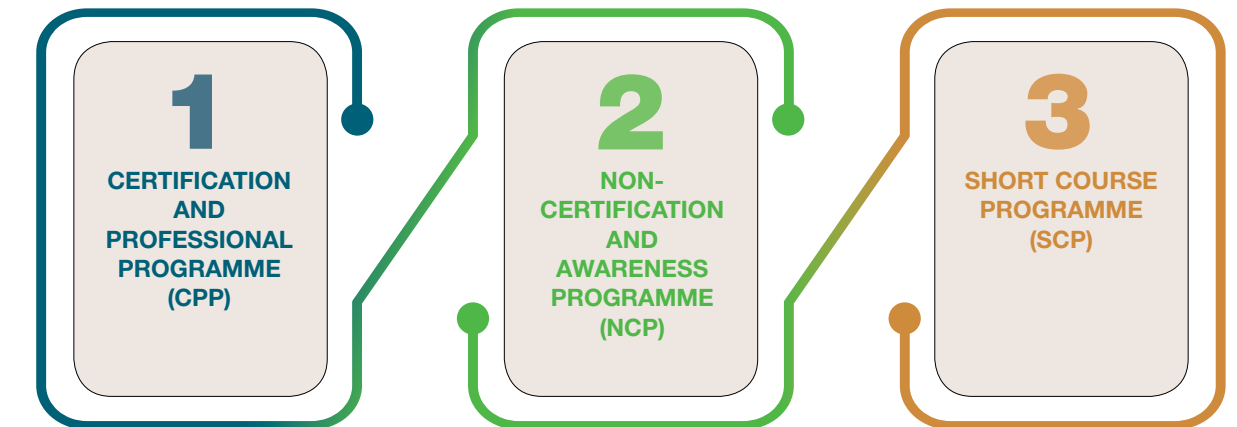 1
CERTIFICATION
AND
PROFESSIONAL
PROGRAMME
(CPP)
2
NON-
CERTIFICATION
AND
AWARENESS
PROGRAMME
(NCP)
3
SHORT COURSE
PROGRAMME
(SCP)